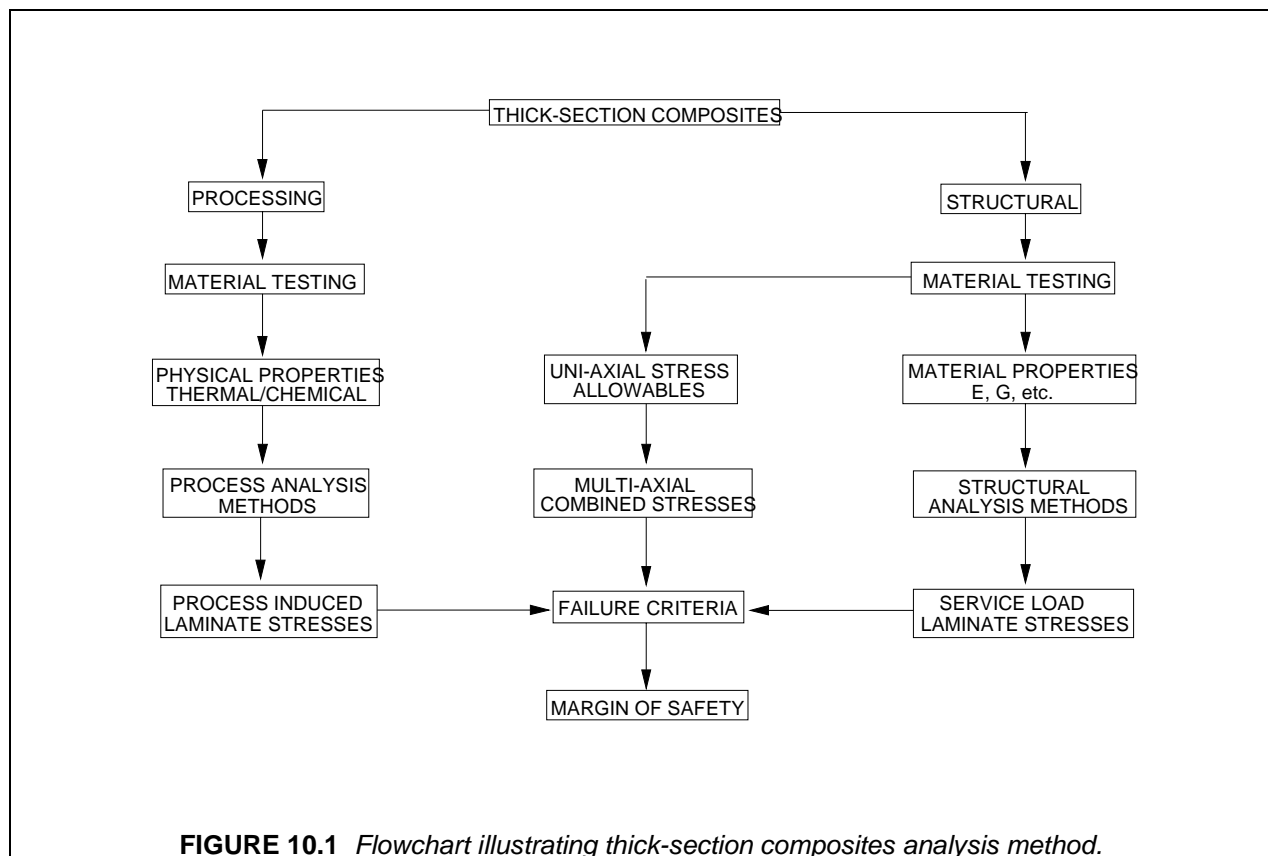 THICK-SECTION COMPOSITES
PROCESSING
STRUCTURAL
MATERIAL TESTING
MATERIAL TESTING
PHYSICAL PROPERTIES
THERMAL/CHEMICAL
UNI-AXIAL STRESS
ALLOWABLES
MATERIAL PROPERTIES
E, G, etc.
PROCESS ANALYSIS
METHODS
MULTI-AXIAL
COMBINED STRESSES
STRUCTURAL
ANALYSIS METHODS
PROCESS INDUCED
LAMINATE STRESSES
FAILURE CRITERIA
SERVICE LOAD
LAMINATE STRESSES
MARGIN OF SAFETY
FIGURE 10.1 Flowchart illustrating thick-section composites analysis method.